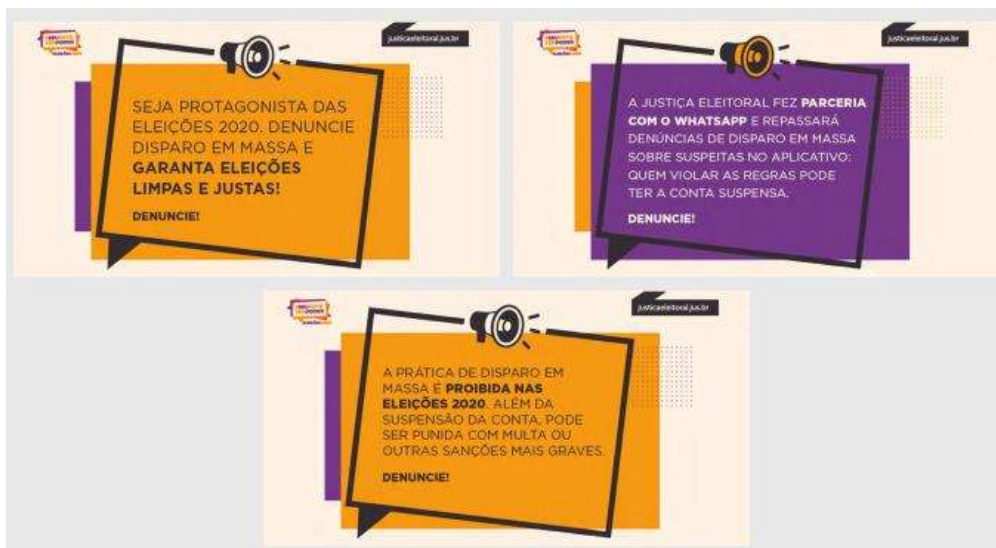 justicaeleitoral.jus.br
SEJA PROTAGONISTA DAS
ELEIÇÕES 2020. DENUNCIE
DISPARO EM MASSA E
GARANTA ELEIÇÕES
LIMPAS E JUSTAS!
DENUNCIE!
justicaeleitoral.jus.br
A JUSTIÇA ELEITORAL FEZ PARCERIA
COM O WHATSAPP E REPASSARÁ
DENÚNCIAS DE DISPARO EM MASSA
SOBRE SUSPEITAS NO APLICATIVO:
QUEM VIOLAR AS REGRAS PODE
TER A CONTA SUSPENSA.
DENUNCIE!
justicaeleitoral.jus.br
A PRÁTICA DE DISPARO EM
MASSA É PROIBIDA NAS
ELEIÇÕES 2020. ALÉM DA
SUSPENSÃO DA CONTA, PODE
SER PUNIDA COM MULTA OU
OUTRAS SANÇÕES MAIS GRAVES.
DENUNCIE!